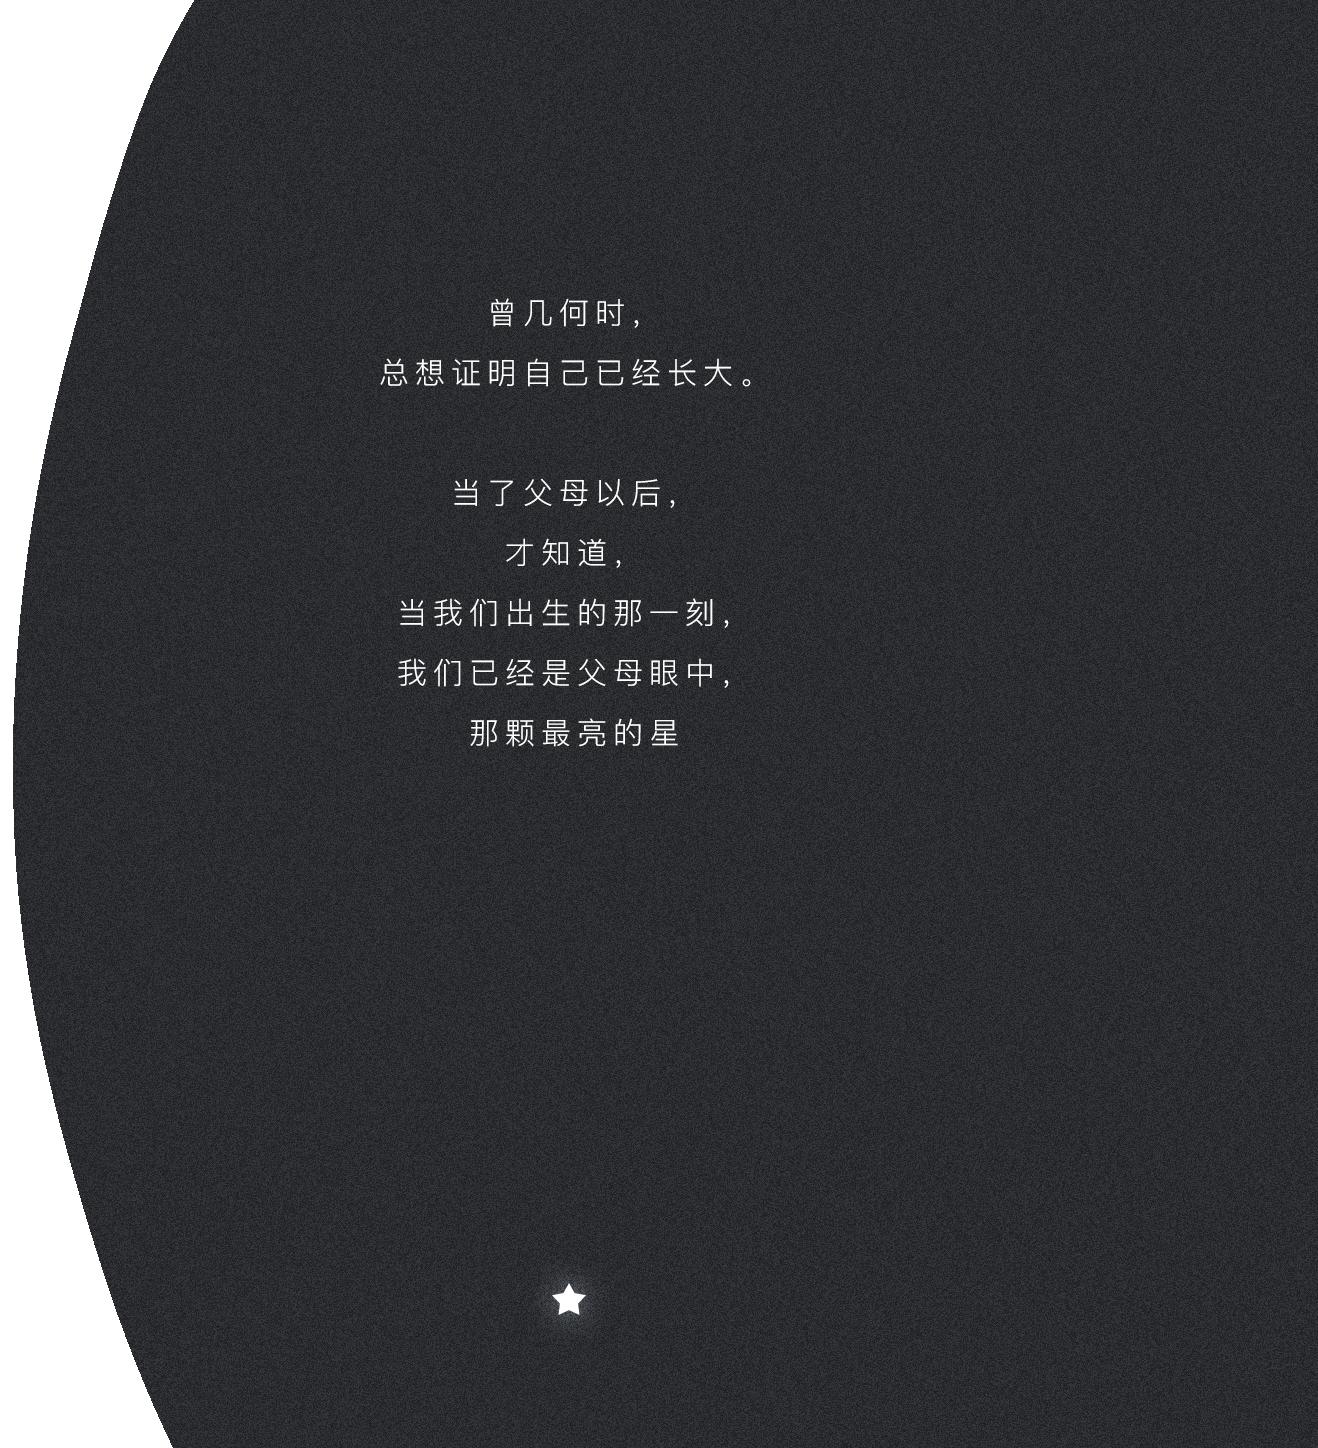 曾几何时，
总想证明自己已经长大。
当了父母以后，
才知道，
当我们出生的那一刻，
我们已经是父母眼中，
那颗最亮的星